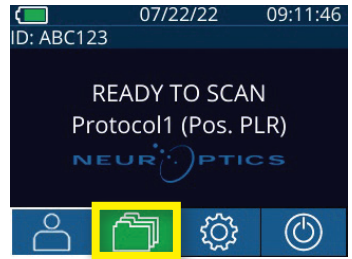 07/22/22 09:11:46
ID: ABC123
READY TO SCAN
Protocol1 (Pos. PLR)
NEUROPTICS